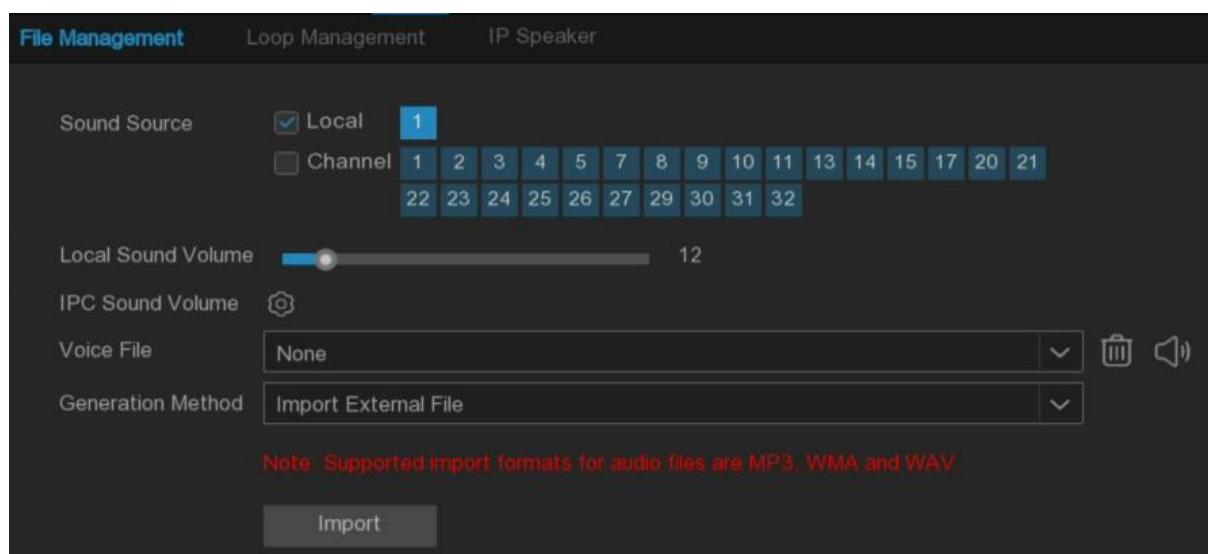 File Management Loop Management IP Speaker
Sound Source Local 1
Channel 1 2 3 4 5 7 8 9 10 11 13 14 15 17 20 21
22 23 24 25 26 27 29 30 31 32
Local Sound Volume 12
IPC Sound Volume
Voice File None
Generation Method Import External File
Note: Supported import formats for audio files are MP3, WMA and WAV.
Import